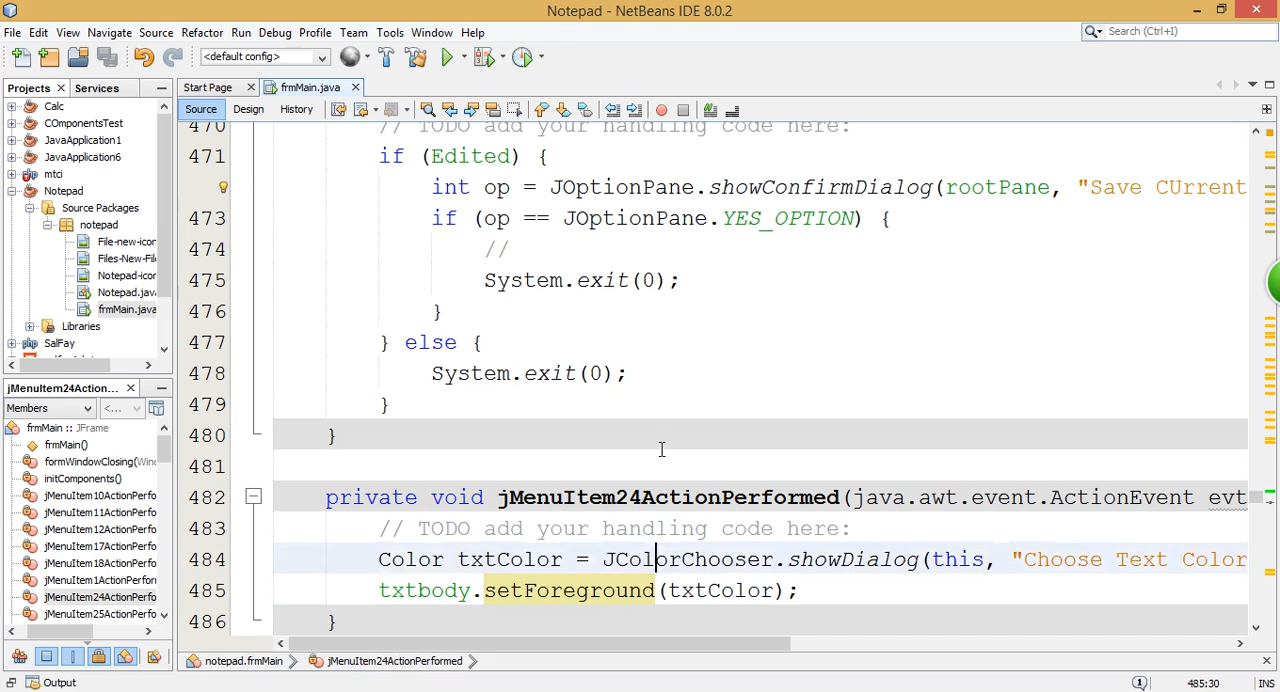 Notepad - NetBeans IDE 8.0.2
File Edit View Navigate Source Refactor Run Debug Profile Team Tools Window Help
Search (Ctrl+I)
<default config>
Projects Services
Start Page frmMain.java
Source Design History
Calc
COmponentsTest
JavaApplication1
JavaApplication6
mtci
Notepad
Source Packages
notepad
File-new-icon
Files-New-File
Notepad-icon
Notepad.java
frmMain.java
Libraries
SalFay
470 // TODO add your handling code here:
471 if (Edited) {
int op = JOptionPane.showConfirmDialog(rootPane, "Save CUrrent
473 if (op == JOptionPane.YES_OPTION) {
474 //
475 System.exit(0);
476 }
477 } else {
478 System.exit(0);
479 }
480 }
481
482 private void jMenuItem24ActionPerformed(java.awt.event.ActionEvent evt
483 // TODO add your handling code here:
484 Color txtColor = JColorChooser.showDialog(this, "Choose Text Color
485 txtbody.setForeground(txtColor);
486 }
jMenuItem24Action...
Members <...
frmMain :: JFrame
frmMain()
formWindowClosing(Wind
initComponents()
jMenuItem10ActionPerfo
jMenuItem11ActionPerfo
jMenuItem12ActionPerfo
jMenuItem17ActionPerfo
jMenuItem18ActionPerfo
jMenuItem1ActionPerfor
jMenuItem24ActionPerfo
jMenuItem25ActionPerfo
notepad.frmMain jMenuItem24ActionPerformed
Output 1 485:30 INS